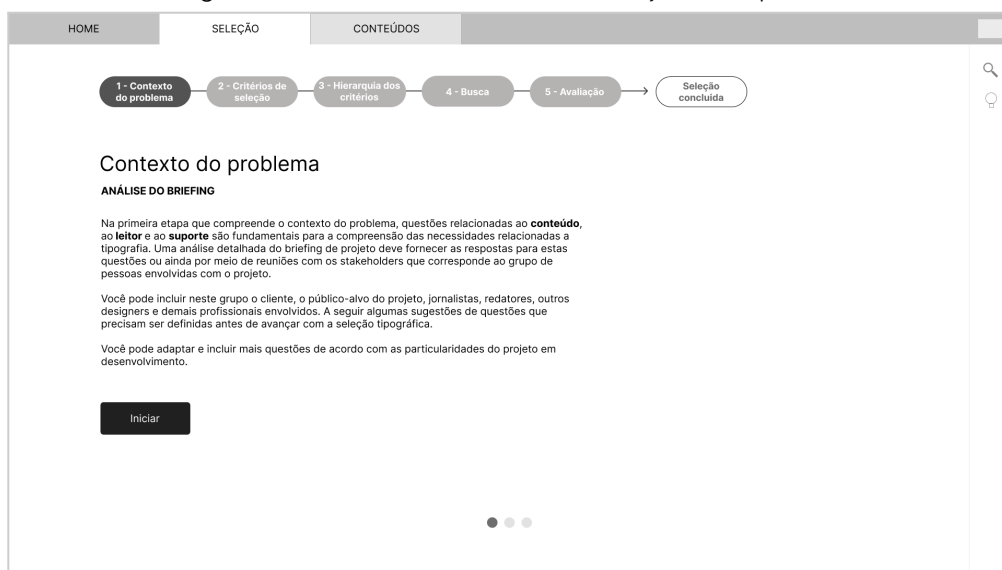 HOME
SELEÇÃO
CONTEÚDOS
1 - Contexto
do problema
2 - Critérios de
seleção
3 - Hierarquia dos
critérios
4 - Busca
5 - Avaliação
Seleção
concluida
Contexto do problema
ANÁLISE DO BRIEFING
Na primeira etapa que compreende o contexto do problema, questões relacionadas ao conteúdo,
ao leitor e ao suporte são fundamentais para a compreensão das necessidades relacionadas a
tipografia. Uma análise detalhada do briefing de projeto deve fornecer as respostas para estas
questões ou ainda por meio de reuniões com os stakeholders que corresponde ao grupo de
pessoas envolvidas com o projeto.
Você pode incluir neste grupo o cliente, o público-alvo do projeto, jornalistas, redatores, outros
designers e demais profissionais envolvidos. A seguir algumas sugestões de questões que
precisam ser definidas antes de avançar com a seleção tipográfica.
Você pode adaptar e incluir mais questões de acordo com as particularidades do projeto em
desenvolvimento.
Iniciar